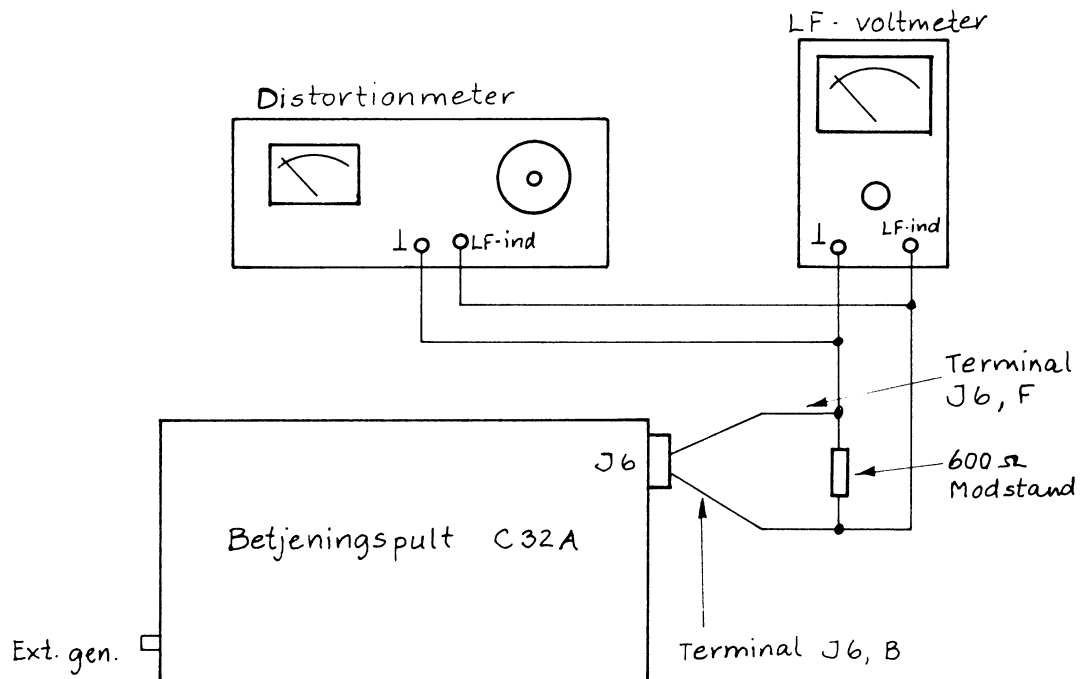 LF- voltmeter
Distortionmeter
⊥ LF-ind
⊥ LF-ind
Terminal
J6, F
J6
600 Ω
Modstand
Betjeningspult C32A
Ext. gen.
Terminal J6, B